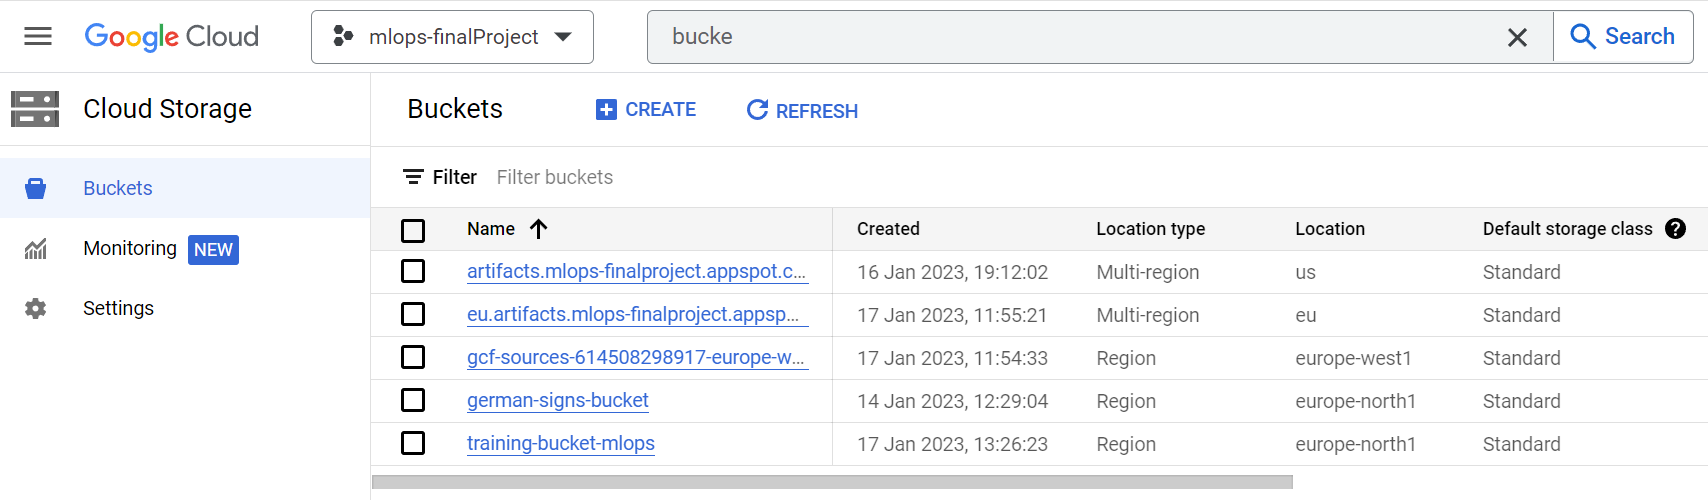 Google Cloud mlops-finalProject bucke Search
Cloud Storage
Buckets
Monitoring NEW
Settings
Buckets CREATE REFRESH
Filter Filter buckets
Name Created Location type Location Default storage class ?
artifacts.mlops-finalproject.appspot.c... 16 Jan 2023, 19:12:02 Multi-region us Standard
eu.artifacts.mlops-finalproject.appsp... 17 Jan 2023, 11:55:21 Multi-region eu Standard
gcf-sources-614508298917-europe-w... 17 Jan 2023, 11:54:33 Region europe-west1 Standard
german-signs-bucket 14 Jan 2023, 12:29:04 Region europe-north1 Standard
training-bucket-mlops 17 Jan 2023, 13:26:23 Region europe-north1 Standard